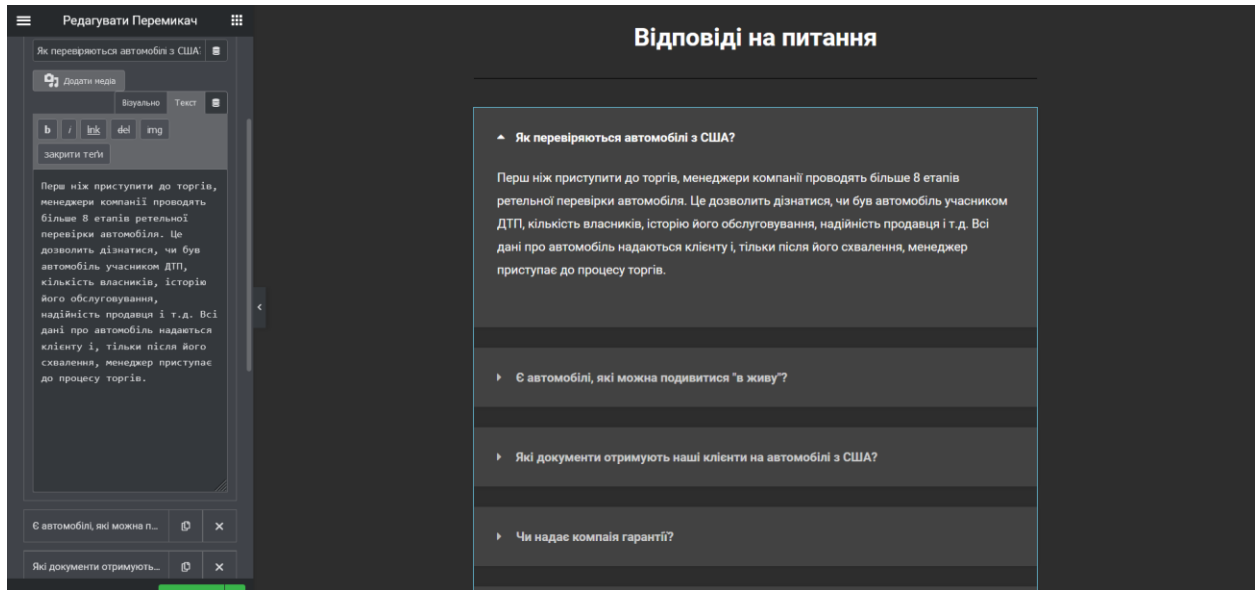 Редагувати Перемикач
Як перевіряються автомобілі з США
Додати медіа
Візуально Текст
b i link del img
закрити теґи
Перш ніж приступити до торгів,
менеджери компанії проводять
більше 8 етапів ретельної
перевірки автомобіля. Це
дозволить дізнатися, чи був
автомобіль учасником ДТП,
кількість власників, історію
його обслуговування,
надійність продавця і т.д. Всі
дані про автомобіль надаються
клієнту і, тільки після його
схвалення, менеджер приступає
до процесу торгів.
Є автомобілі, які можна п...
Які документи отримують...
Відповіді на питання
Як перевіряються автомобілі з США?
Перш ніж приступити до торгів, менеджери компанії проводять більше 8 етапів
ретельної перевірки автомобіля. Це дозволить дізнатися, чи був автомобіль учасником
ДТП, кількість власників, історію його обслуговування, надійність продавця і т.д. Всі
дані про автомобіль надаються клієнту і, тільки після його схвалення, менеджер
приступає до процесу торгів.
Є автомобілі, які можна подивитися "в живу"?
Які документи отримують наші клієнти на автомобілі з США?
Чи надає компаія гарантії?